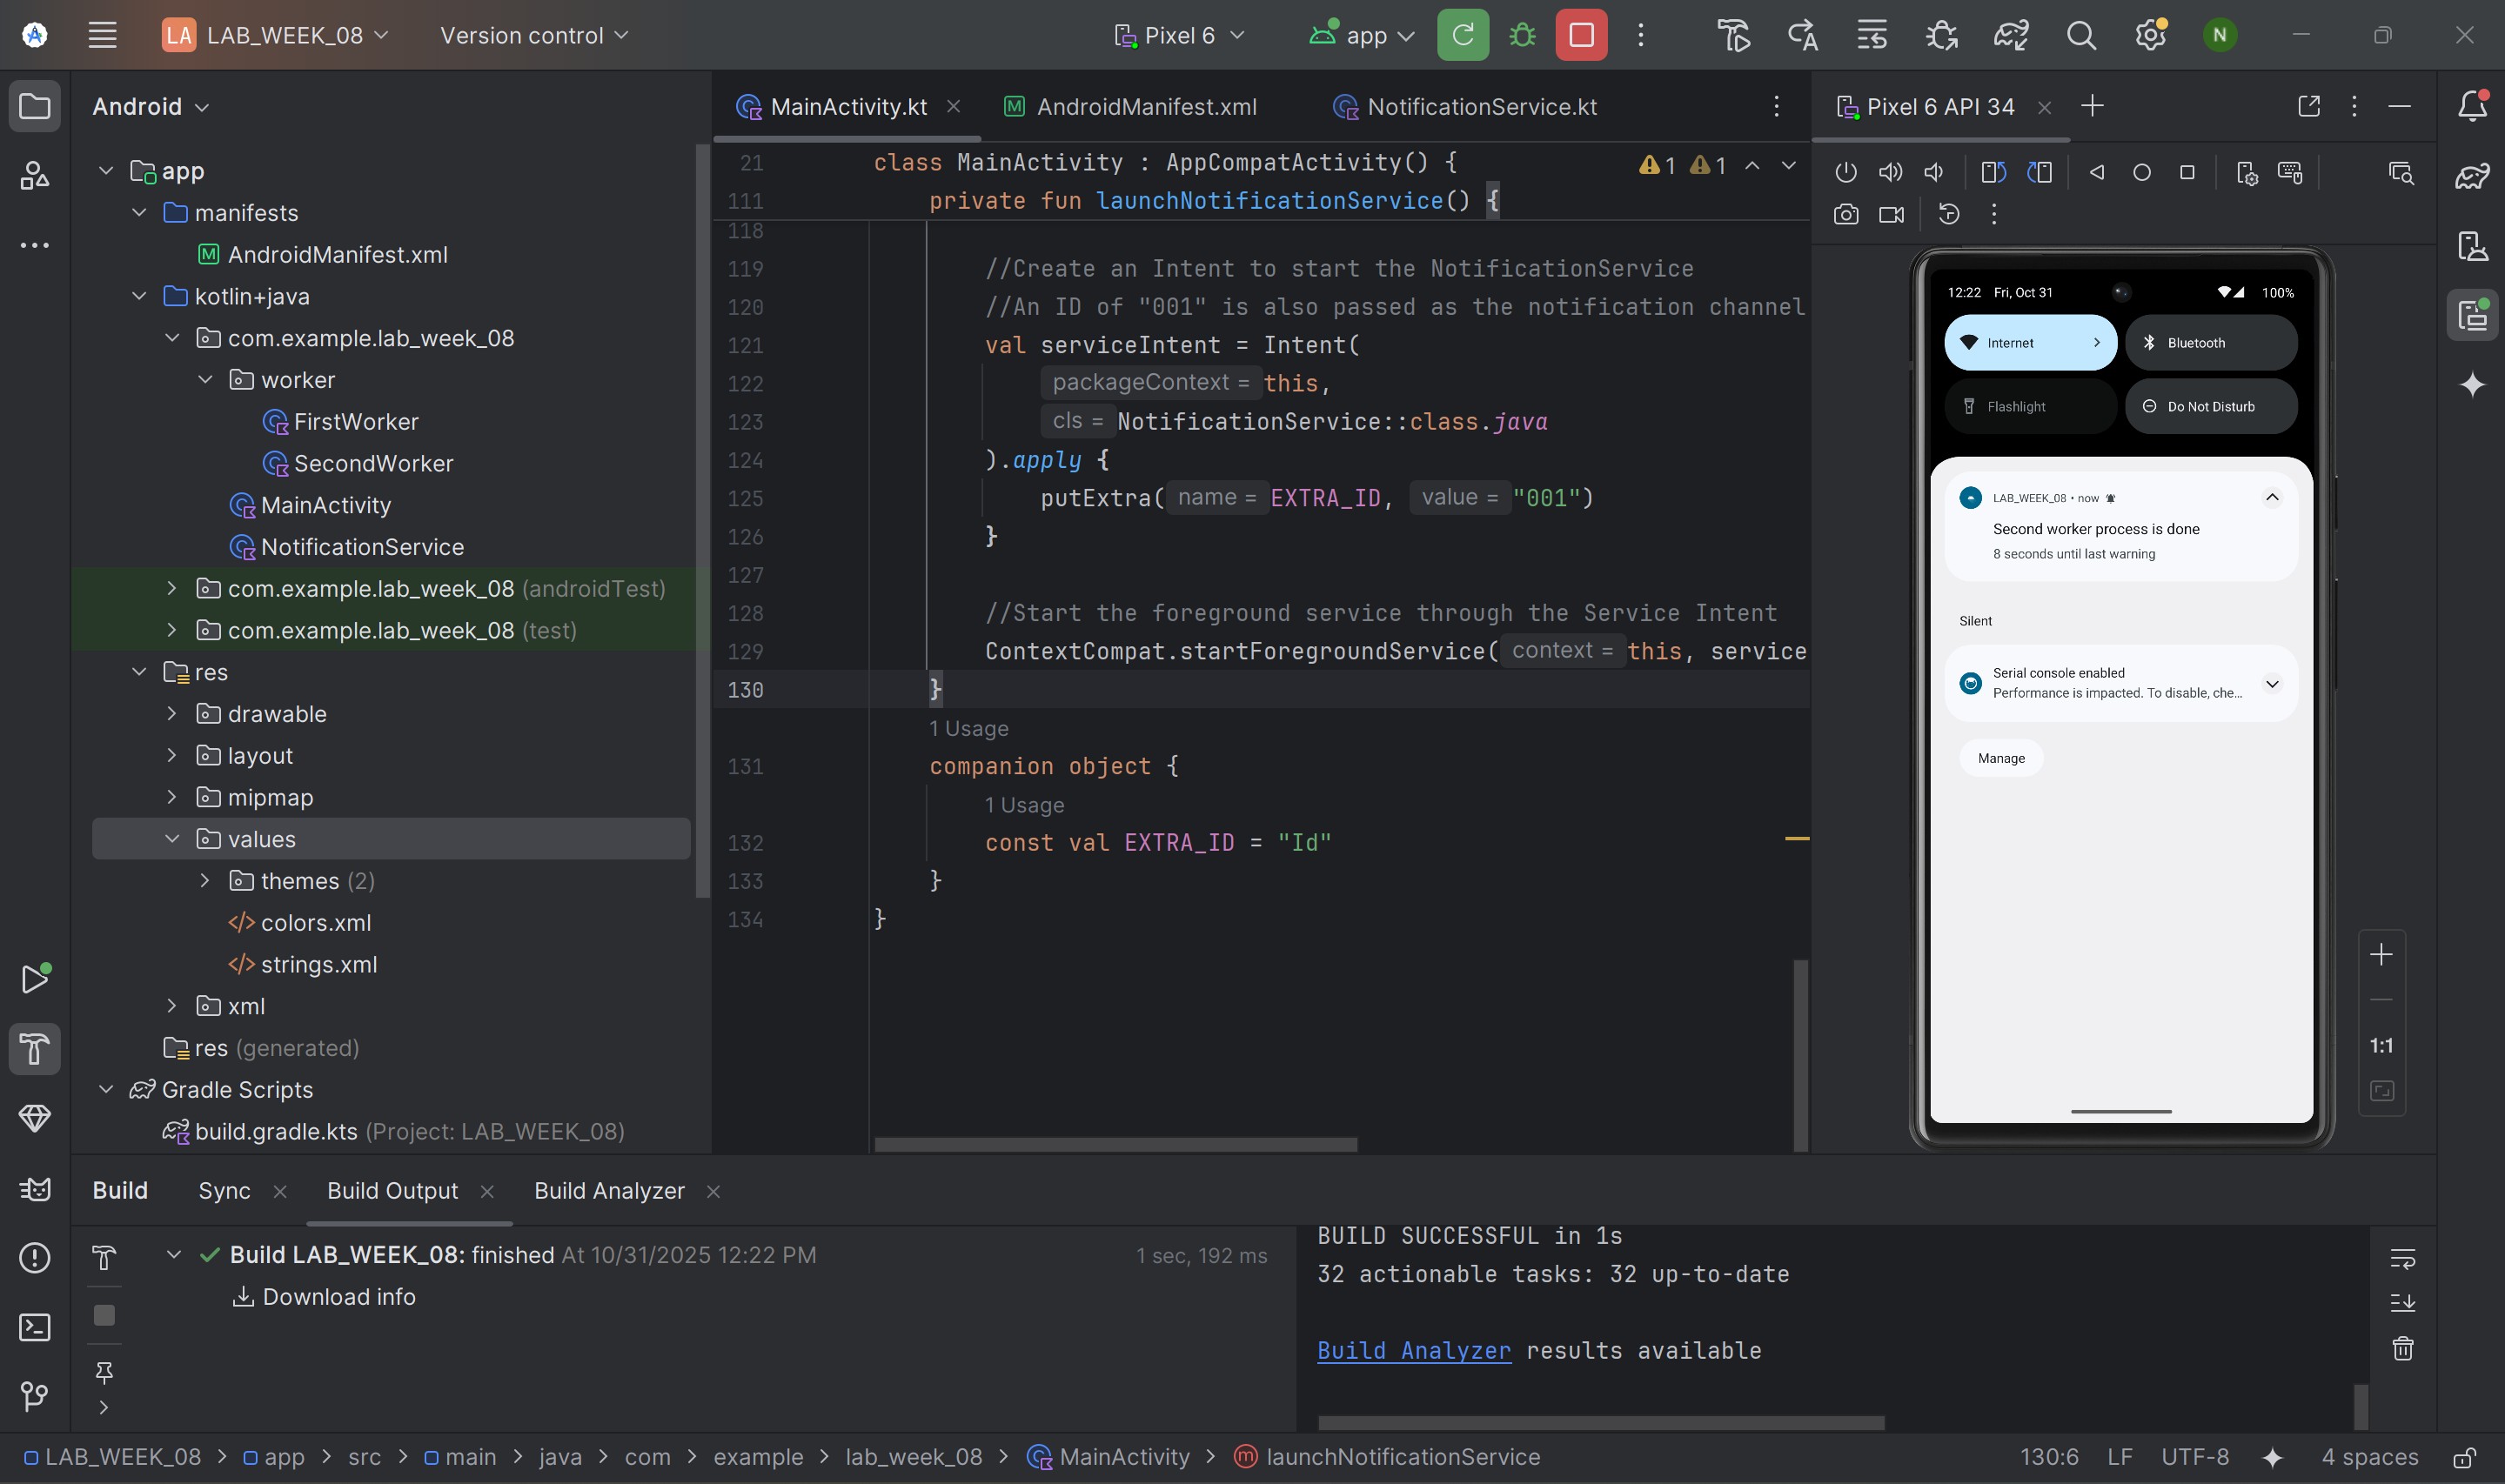 LA LAB_WEEK_08 Version control Pixel 6 app N
Android
app
manifests
AndroidManifest.xml
kotlin+java
com.example.lab_week_08
worker
FirstWorker
SecondWorker
MainActivity
NotificationService
com.example.lab_week_08 (androidTest)
com.example.lab_week_08 (test)
res
drawable
layout
mipmap
values
themes (2)
colors.xml
strings.xml
xml
res (generated)
Gradle Scripts
build.gradle.kts (Project: LAB_WEEK_08)
MainActivity.kt AndroidManifest.xml NotificationService.kt
21 class MainActivity : AppCompatActivity() { 1 1
111 private fun launchNotificationService() {
118
119 //Create an Intent to start the NotificationService
120 //An ID of "001" is also passed as the notification channel
121 val serviceIntent = Intent(
122 packageContext = this,
123 cls = NotificationService::class.java
124 ).apply {
125 putExtra( name = EXTRA_ID, value = "001")
126 }
127
128 //Start the foreground service through the Service Intent
129 ContextCompat.startForegroundService( context = this, service
130 }
1 Usage
131 companion object {
1 Usage
132 const val EXTRA_ID = "Id"
133 }
134 }
Pixel 6 API 34
12:22 Fri, Oct 31 100%
Internet Bluetooth
Flashlight Do Not Disturb
LAB_WEEK_08 • now
Second worker process is done
8 seconds until last warning
Silent
Serial console enabled
Performance is impacted. To disable, che...
Manage
1:1
Build Sync Build Output Build Analyzer
Build LAB_WEEK_08: finished At 10/31/2025 12:22 PM 1 sec, 192 ms
Download info
BUILD SUCCESSFUL in 1s
32 actionable tasks: 32 up-to-date
Build Analyzer results available
LAB_WEEK_08 > app > src > main > java > com > example > lab_week_08 > MainActivity > m launchNotificationService 130:6 LF UTF-8 4 spaces